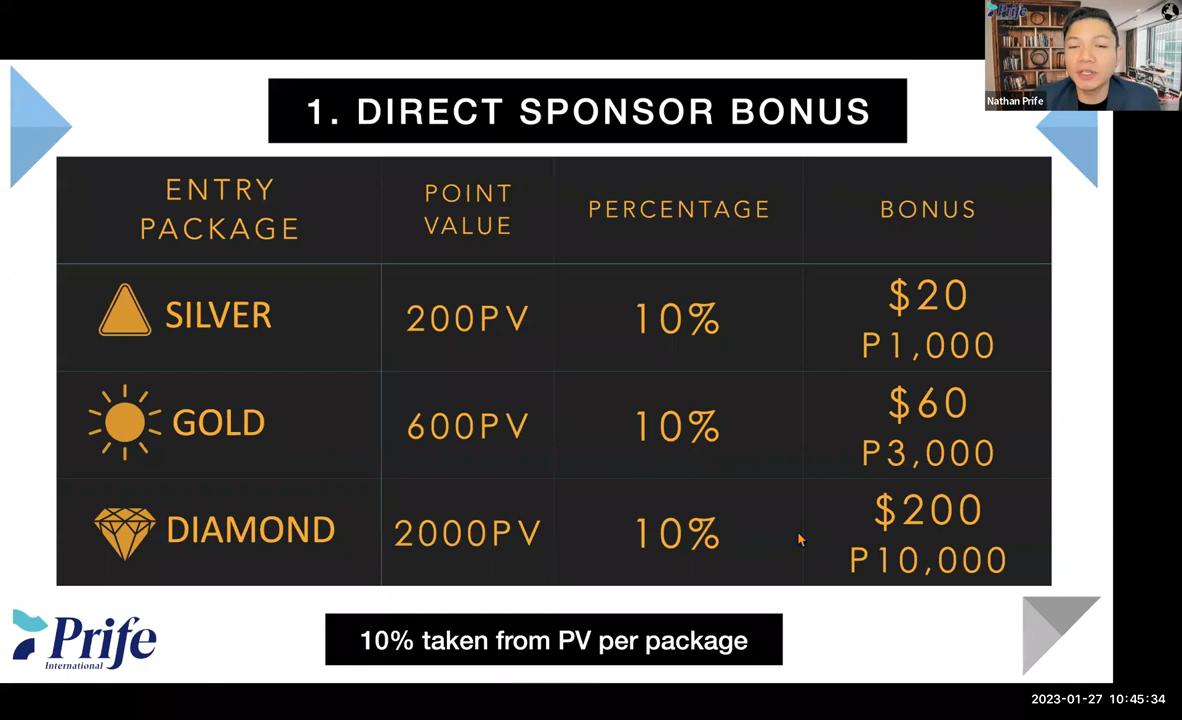 Prife
Nathan Prife
1. DIRECT SPONSOR BONUS
ENTRY
PACKAGE
POINT
VALUE
PERCENTAGE
BONUS
SILVER
200PV
10%
$20
P1,000
GOLD
600PV
10%
$60
P3,000
DIAMOND
2000PV
10%
$200
P10,000
Prife
International
10% taken from PV per package
2023-01-27 10:45:34